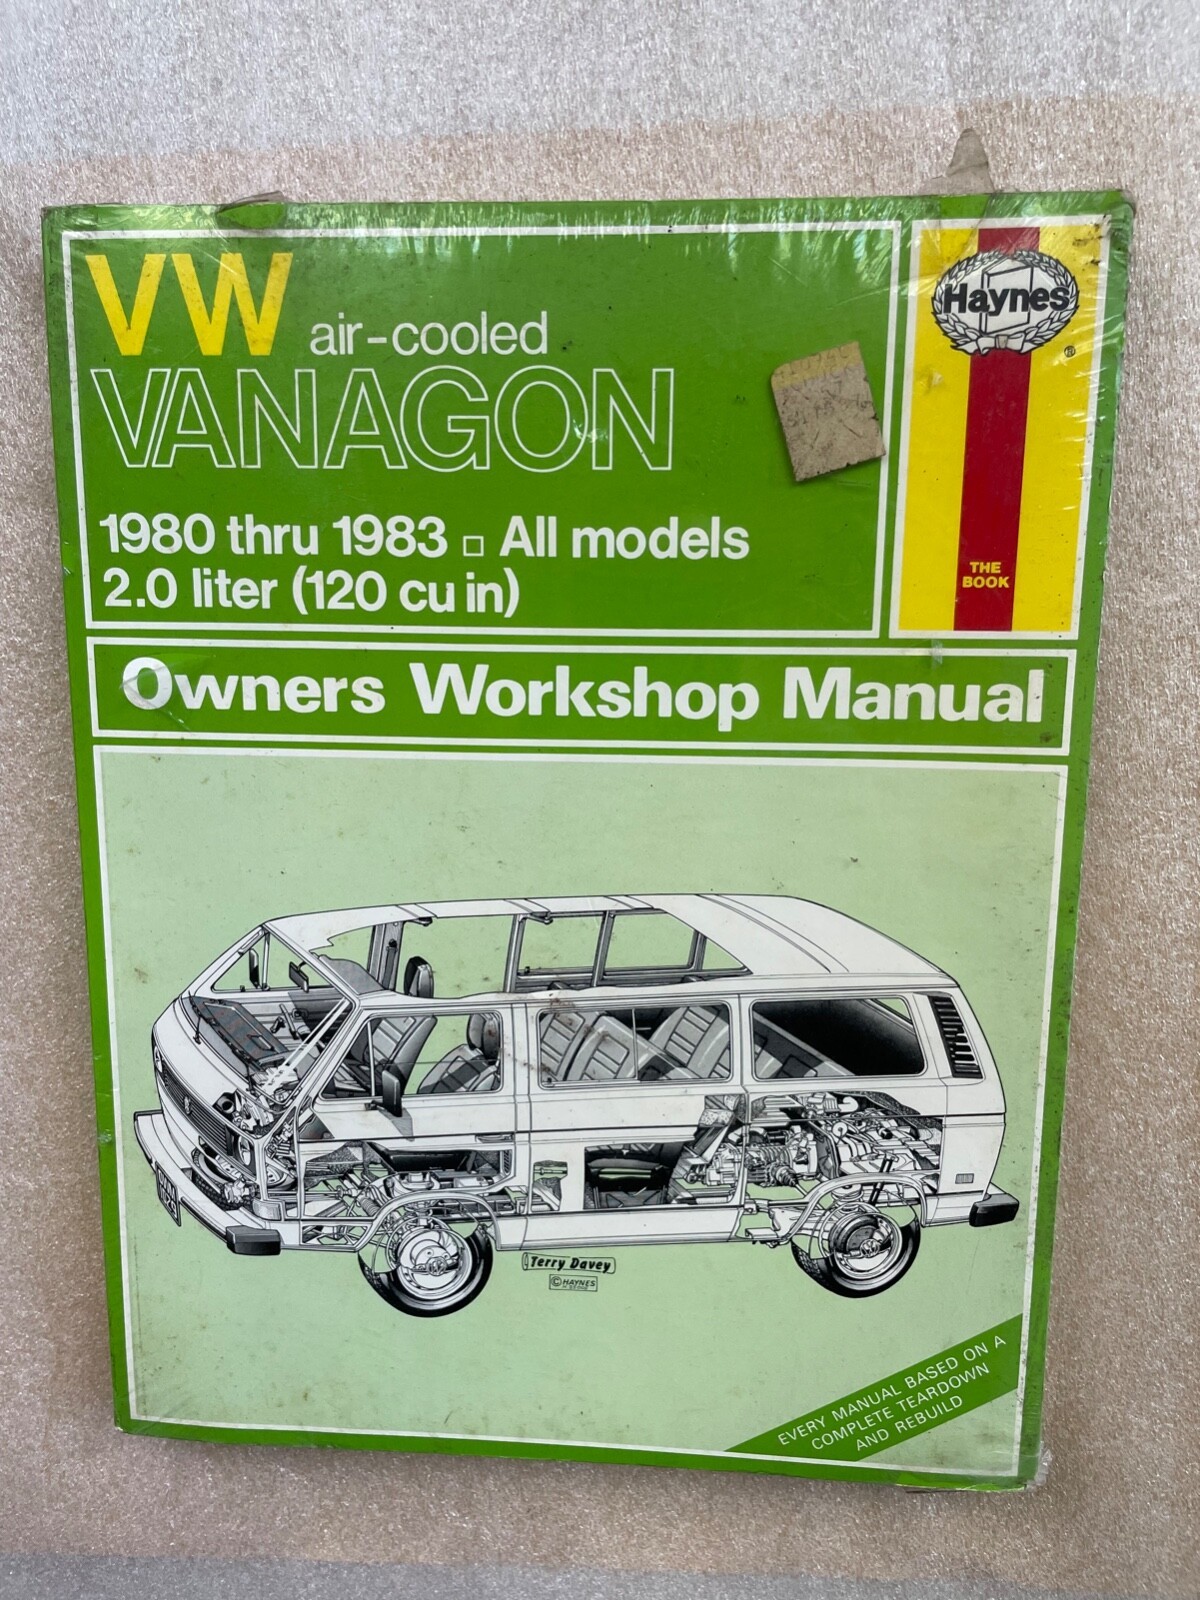 VW air-cooled
VANAGON
1980 thru 1983 □ All models
2.0 liter (120 cu in)
Haynes
®
THE
BOOK
Owners Workshop Manual
Terry Davey
© HAYNES
EVERY MANUAL BASED ON A
COMPLETE TEARDOWN
AND REBUILD